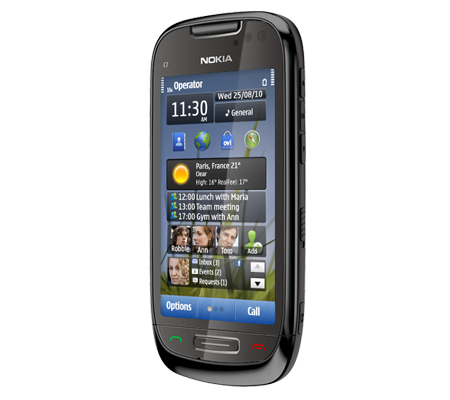 NOKIA
C7
Operator
11:30 AM
Wed 25/08/10
General
ovi
Paris, France 21°
Clear
High: 16° RealFeel: 17°
12:00 Lunch with Maria
13:00 Team meeting
17:00 Gym with Ann
Robbie Ann Tom Add
Inbox (3)
Events (2)
Requests (1)
Options Call